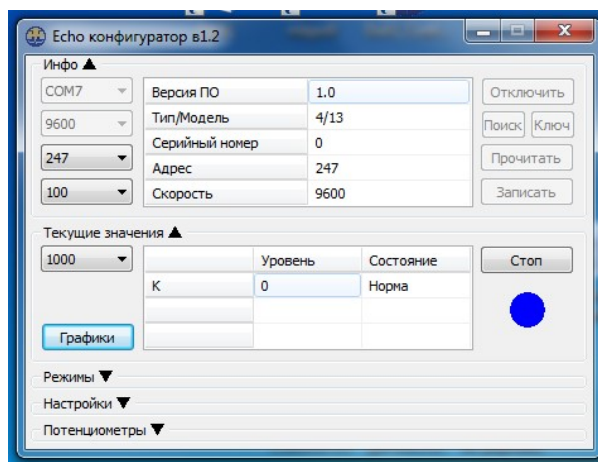 Echo конфигуратор в1.2
Инфо ▲
COM7 Версия ПО 1.0 Отключить
9600 Тип/Модель 4/13 Поиск Ключ
Серийный номер 0
247 Адрес 247 Прочитать
100 Скорость 9600 Записать
Текущие значения ▲
1000 Уровень Состояние Стоп
К 0 Норма
Графики
Режимы ▼
Настройки ▼
Потенциометры ▼